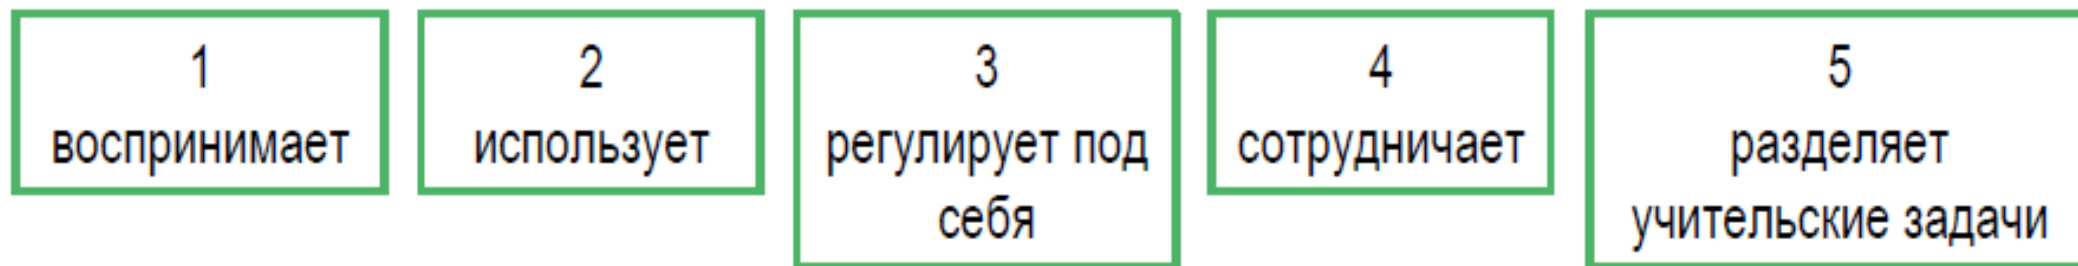 1
воспринимает
2
использует
3
регулирует под
себя
4
сотрудничает
5
разделяет
учительские задачи